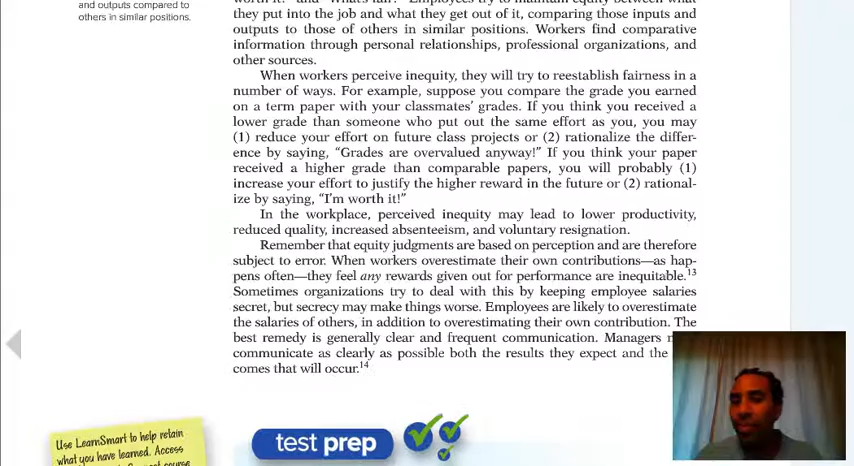 and outputs compared to
others in similar positions.
worth it?" and "What's fair?" Employees try to maintain equity between what
they put into the job and what they get out of it, comparing those inputs and
outputs to those of others in similar positions. Workers find comparative
information through personal relationships, professional organizations, and
other sources.
When workers perceive inequity, they will try to reestablish fairness in a
number of ways. For example, suppose you compare the grade you earned
on a term paper with your classmates' grades. If you think you received a
lower grade than someone who put out the same effort as you, you may
(1) reduce your effort on future class projects or (2) rationalize the differ-
ence by saying, "Grades are overvalued anyway!" If you think your paper
received a higher grade than comparable papers, you will probably (1)
increase your effort to justify the higher reward in the future or (2) rational-
ize by saying, "I'm worth it!"
In the workplace, perceived inequity may lead to lower productivity,
reduced quality, increased absenteeism, and voluntary resignation.
Remember that equity judgments are based on perception and are therefore
subject to error. When workers overestimate their own contributions—as hap-
pens often—they feel any rewards given out for performance are inequitable.13
Sometimes organizations try to deal with this by keeping employee salaries
secret, but secrecy may make things worse. Employees are likely to overestimate
the salaries of others, in addition to overestimating their own contribution. The
best remedy is generally clear and frequent communication. Managers
communicate as clearly as possible both the results they expect and the
comes that will occur.14
test prep
Use LearnSmart to help retain
what you have learned. Access
course